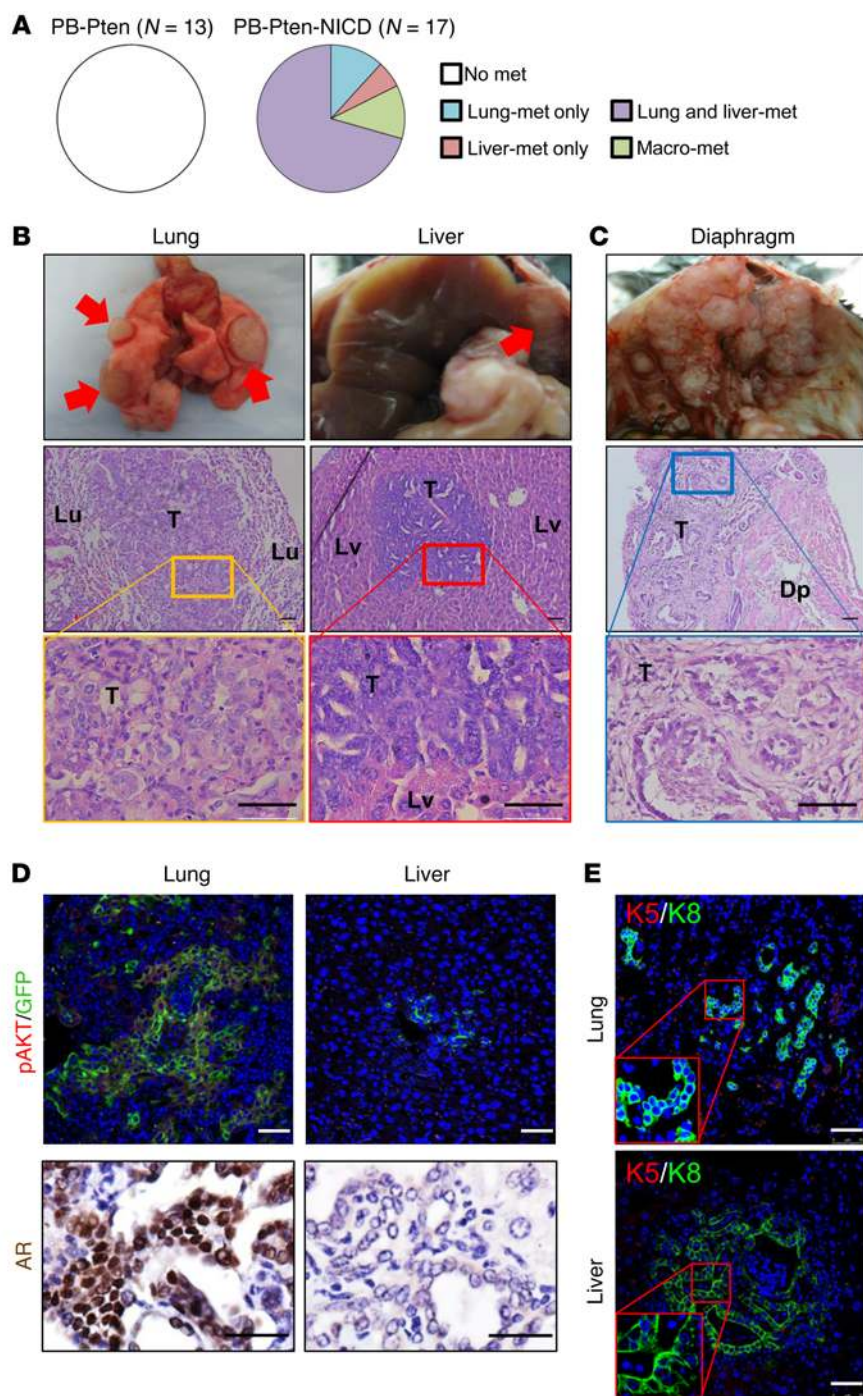 A PB-Pten (N = 13) PB-Pten-NICD (N = 17)
No met
Lung-met only Lung and liver-met
Liver-met only Macro-met
B Lung Liver C Diaphragm
Lu T Lu
T Lv Lv
T Dp
T
T Lv
T
D Lung Liver E
pAKT/GFP
K5/K8
Lung
AR
K5/K8
Liver